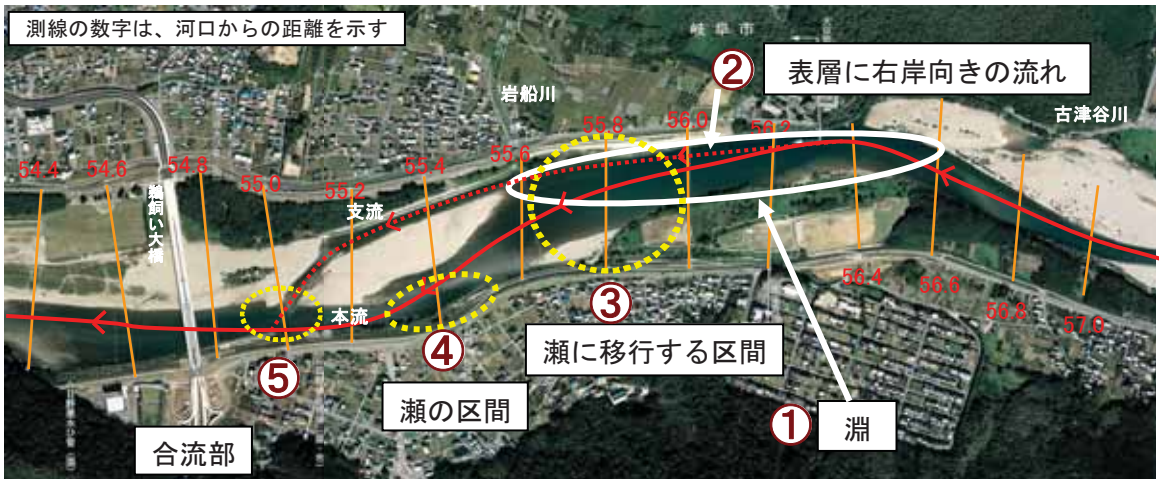 測線の数字は、河口からの距離を示す
岐阜市
②
表層に右岸向きの流れ
岩船川
古津谷川
54.4
54.6
54.8
55.0
55.2
55.4
55.6
55.8
56.0
56.2
56.4
56.6
56.8
57.0
鵜飼い大橋
支流
本流
③
瀬に移行する区間
④
瀬の区間
⑤
合流部
①
淵